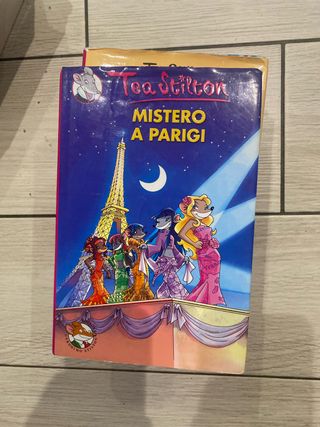 Tea Stilton
MISTERO
A PARIGI